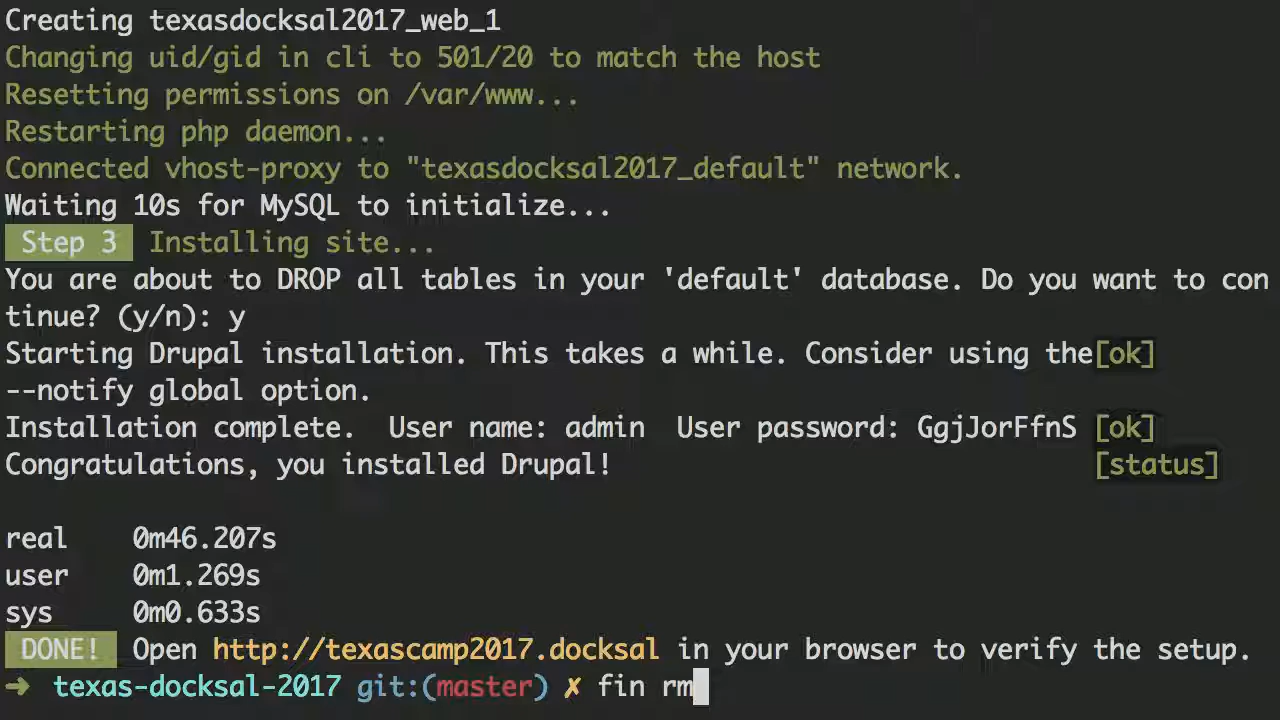 Creating texasdocksal2017_web_1
Changing uid/gid in cli to 501/20 to match the host
Resetting permissions on /var/www...
Restarting php daemon...
Connected vhost-proxy to "texasdocksal2017_default" network.
Waiting 10s for MySQL to initialize...
Step 3 Installing site...
You are about to DROP all tables in your 'default' database. Do you want to con
tinue? (y/n): y
Starting Drupal installation. This takes a while. Consider using the[ok]
--notify global option.
Installation complete.  User name: admin  User password: GgjJorFfnS [ok]
Congratulations, you installed Drupal! [status]
real 0m46.207s
user 0m1.269s
sys 0m0.633s
DONE! Open http://texascamp2017.docksal in your browser to verify the setup.
➜ texas-docksal-2017 git:(master) ✗ fin rm